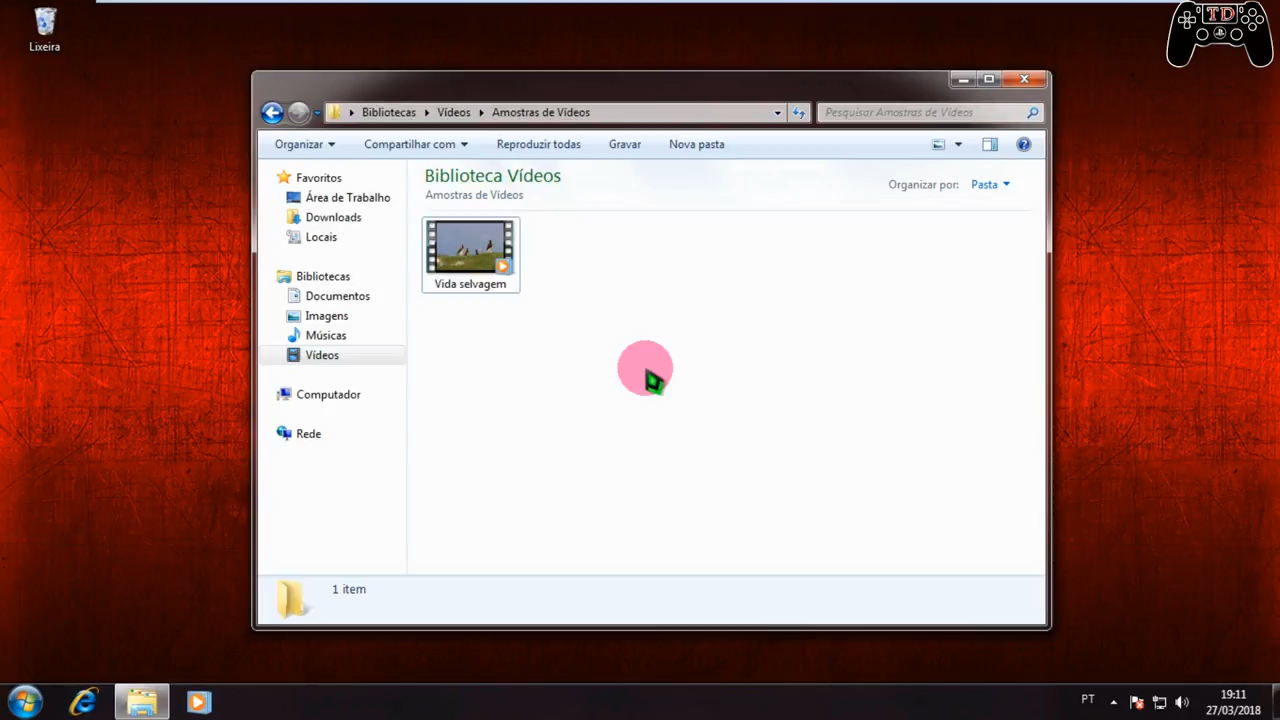 Lixeira
TD
Bibliotecas Vídeos Amostras de Vídeos
Pesquisar Amostras de Vídeos
Organizar Compartilhar com Reproduzir todas Gravar Nova pasta
Favoritos
Área de Trabalho
Downloads
Locais
Bibliotecas
Documentos
Imagens
Músicas
Vídeos
Computador
Rede
Biblioteca Vídeos
Amostras de Vídeos
Organizar por: Pasta
Vida selvagem
1 item
PT
19:11
27/03/2018